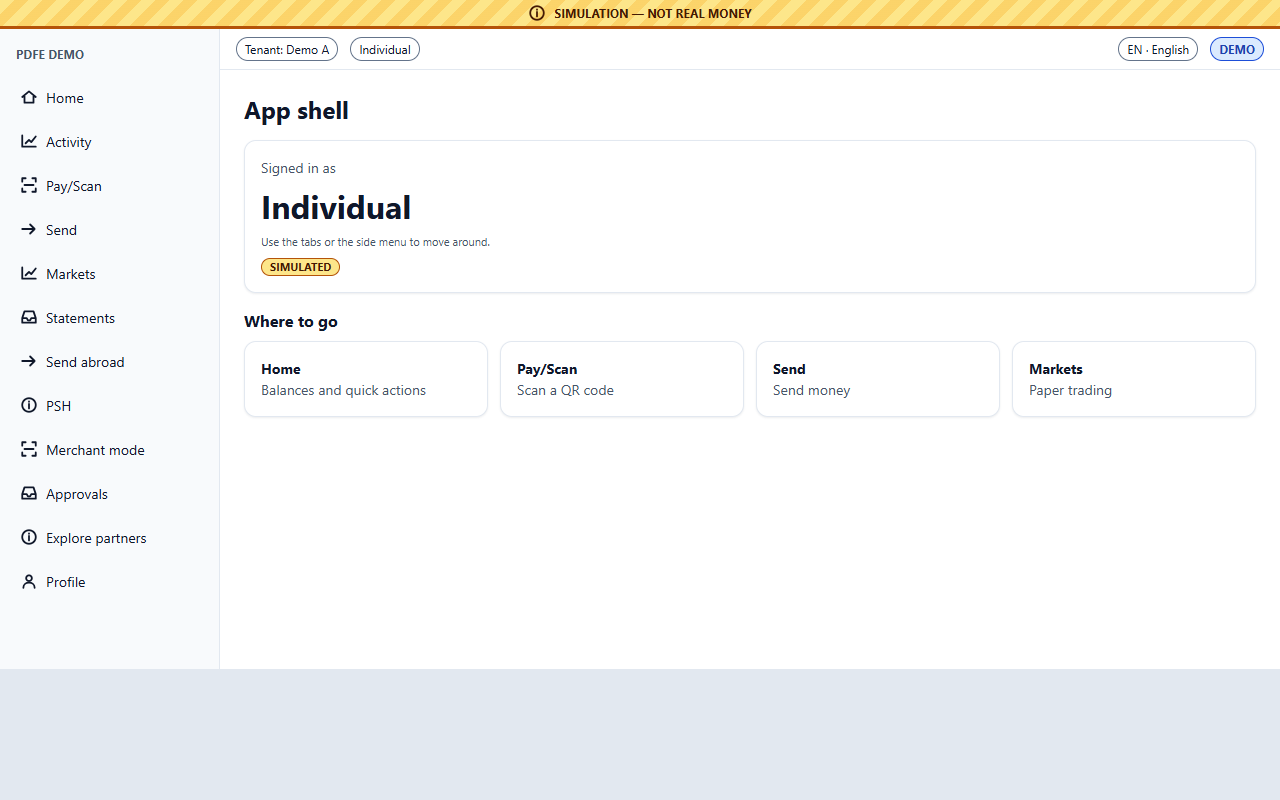 SIMULATION — NOT REAL MONEY
PDFE DEMO
Tenant: Demo A
Individual
EN · English
DEMO
Home
Activity
Pay/Scan
Send
Markets
Statements
Send abroad
PSH
Merchant mode
Approvals
Explore partners
Profile
App shell
Signed in as
Individual
Use the tabs or the side menu to move around.
SIMULATED
Where to go
Home
Balances and quick actions
Pay/Scan
Scan a QR code
Send
Send money
Markets
Paper trading